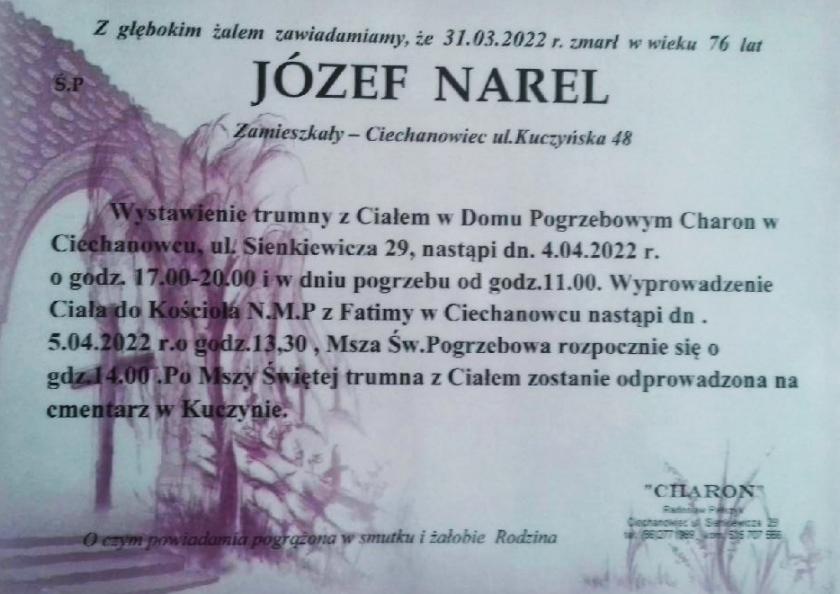 Z głębokim żalem zawiadamiamy, że 31.03.2022 r. zmarł w wieku 76 lat
Ś.P
JÓZEF NAREL
Zamieszkały – Ciechanowiec ul.Kuczyńska 48
Wystawienie trumny z Ciałem w Domu Pogrzebowym Charon w
Ciechanowcu, ul. Sienkiewicza 29, nastąpi dn. 4.04.2022 r.
o godz. 17.00-20.00 i w dniu pogrzebu od godz.11.00. Wyprowadzenie
Ciała do Kościoła N.M.P z Fatimy w Ciechanowcu nastąpi dn .
5.04.2022 r.o godz.13,30 , Msza Św.Pogrzebowa rozpocznie się o
gdz.14.00 .Po Mszy Świętej trumna z Ciałem zostanie odprowadzona na
cmentarz w Kuczynie.
"CHARON"
Radosław
Ciechanowiec ul. Sienkiewicza 29
O czym powiadamia pogrążona w smutku i żałobie Rodzina